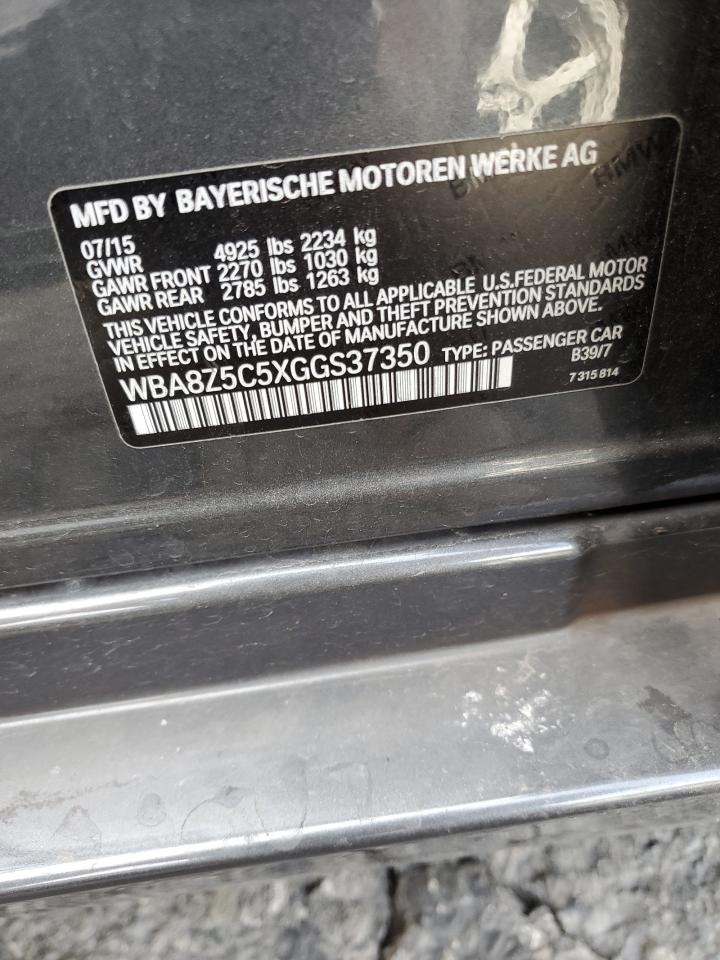 MFD BY BAYERISCHE MOTOREN WERKE AG
07/15
GVWR 4925 lbs 2234 kg
GAWR FRONT 2270 lbs 1030 kg
GAWR REAR 2785 lbs 1263 kg
THIS VEHICLE CONFORMS TO ALL APPLICABLE U.S.FEDERAL MOTOR
VEHICLE SAFETY, BUMPER AND THEFT PREVENTION STANDARDS
IN EFFECT ON THE DATE OF MANUFACTURE SHOWN ABOVE.
WBA8Z5C5XGGS37350 TYPE: PASSENGER CAR
B39/7
7 315 814
BMW